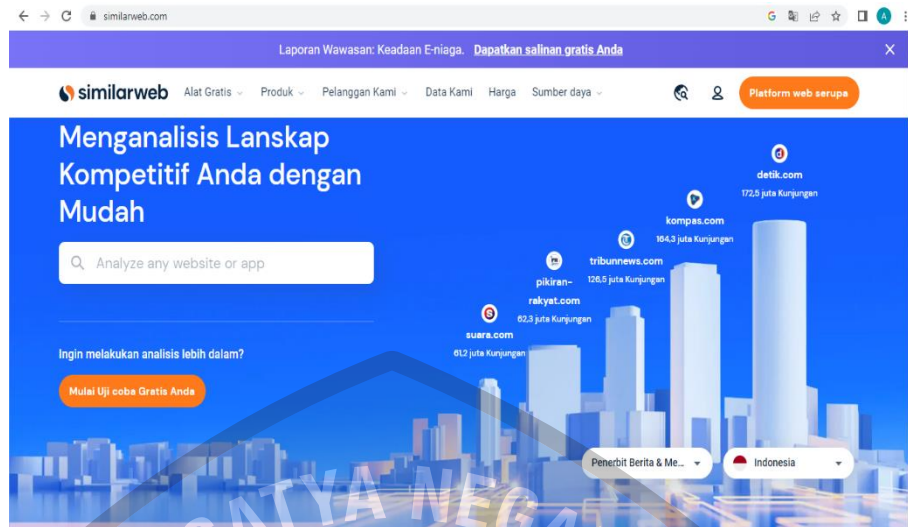 similarweb.com
Laporan Wawasan: Keadaan E-niaga. Dapatkan salinan gratis Anda
similarweb Alat Gratis Produk Pelanggan Kami Data Kami Harga Sumber daya Platform web serupa
Menganalisis Lanskap
Kompetitif Anda dengan
Mudah
Analyze any website or app
Ingin melakukan analisis lebih dalam?
Mulai Uji coba Gratis Anda
detik.com
172,5 juta Kunjungan
kompas.com
164,3 juta Kunjungan
tribunnews.com
126,5 juta Kunjungan
pikiran-
rakyat.com
62,3 juta Kunjungan
suara.com
61,2 juta Kunjungan
Penerbit Berita & Me... Indonesia
SATYA NEGA